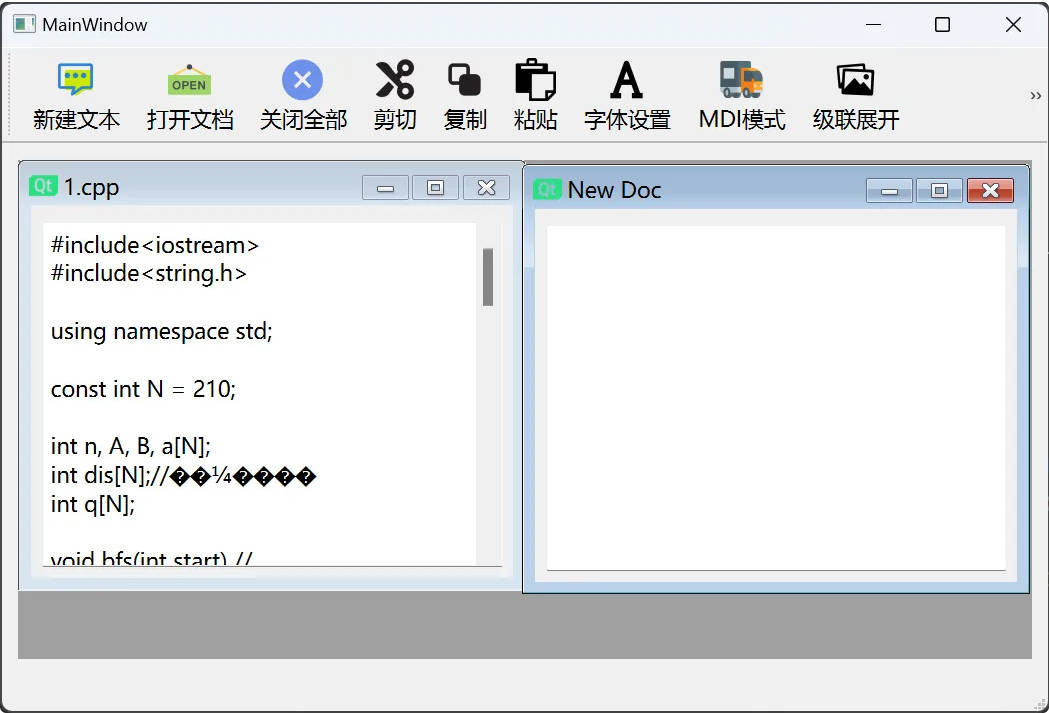 MainWindow
OPEN
新建文本 打开文档 关闭全部 剪切 复制 粘贴 字体设置 MDI模式 级联展开
Qt 1.cpp
#include<iostream>
#include<string.h>
using namespace std;
const int N = 210;
int n, A, B, a[N];
int dis[N];//��¼����
int q[N];
void bfs(int start) //
Qt New Doc